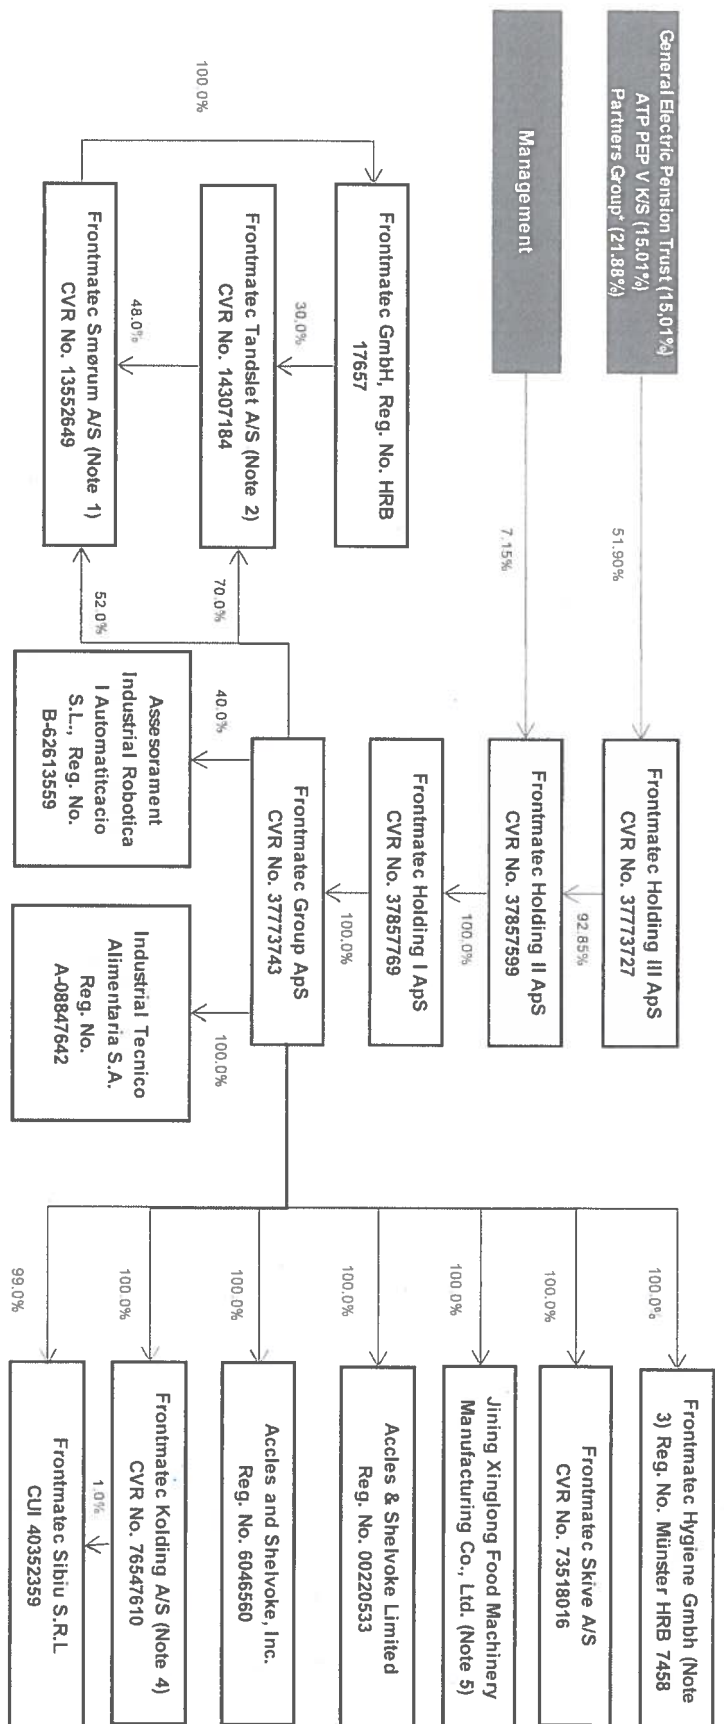 General Electric Pension Trust (15,01%)
ATP PEP V K/S (15.01%)
Partners Group* (21.88%)
51.90%
Frontmatec Holding III ApS
CVR No. 37773727
92.85%
Management
7.15%
Frontmatec Holding II ApS
CVR No. 37857599
100.0%
Frontmatec Holding I ApS
CVR No. 37857769
100.0%
Frontmatec Group ApS
CVR No. 37773743
Frontmatec GmbH, Reg. No. HRB
17657
30.0%
100.0%
Frontmatec Tandslet A/S (Note 2)
CVR No. 14307184
70.0%
48.0%
Frontmatec Smørum A/S (Note 1)
CVR No. 13552649
52.0%
40.0%
Assesorament
Industrial Robotica
I Automatitcacio
S.L., Reg. No.
B-62613559
100.0%
Industrial Tecnico
Alimentaria S.A.
Reg. No.
A-08847642
100.0%
Frontmatec Hygiene Gmbh (Note
3) Reg. No. Münster HRB 7458
100.0%
Frontmatec Skive A/S
CVR No. 73518016
100.0%
Jining Xinglong Food Machinery
Manufacturing Co., Ltd. (Note 5)
100.0%
Accles & Shelvoke Limited
Reg. No. 00220533
100.0%
Accles and Shelvoke, Inc.
Reg. No. 6046560
100.0%
Frontmatec Kolding A/S (Note 4)
CVR No. 76547610
1.0%
99.0%
Frontmatec Sibiu S.R.L
CUI 40352359